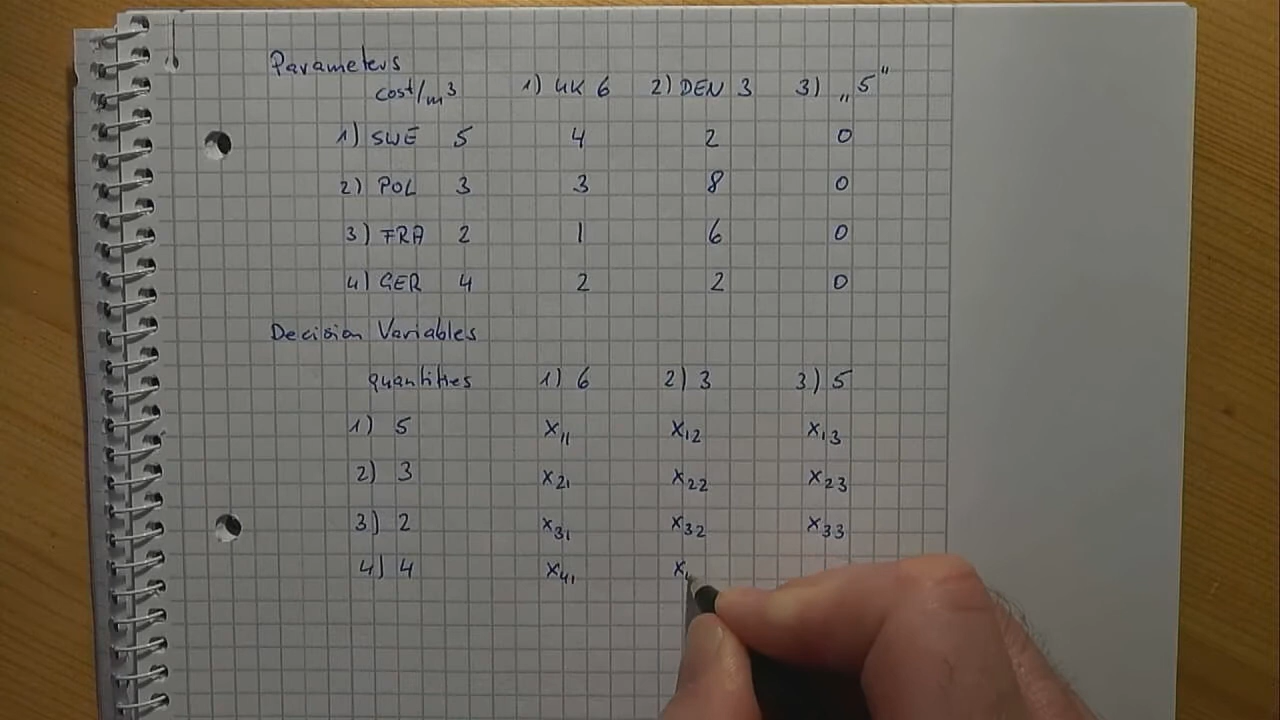 Parameters
cost/m³ 1) UK 6 2) DEN 3 3) „5"
1) SWE 5 4 2 0
2) POL 3 3 8 0
3) FRA 2 1 6 0
4) GER 4 2 2 0
Decision Variables
quantities 1) 6 2) 3 3) 5
1) 5 x₁₁ x₁₂ x₁₃
2) 3 x₂₁ x₂₂ x₂₃
3) 2 x₃₁ x₃₂ x₃₃
4) 4 x₄₁ x